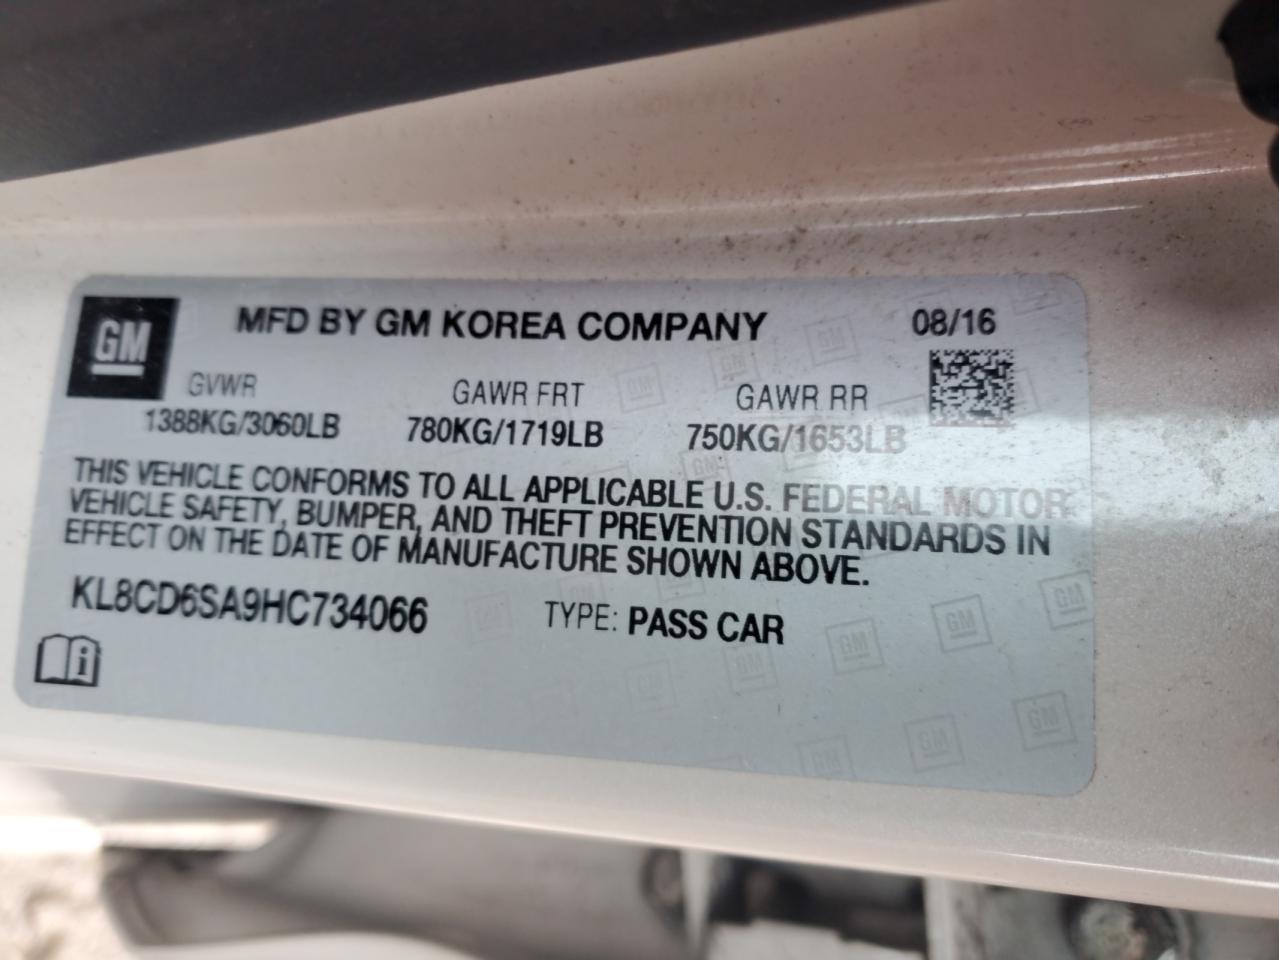 GM
MFD BY GM KOREA COMPANY 08/16
GVWR GAWR FRT GAWR RR
1388KG/3060LB 780KG/1719LB 750KG/1653LB
THIS VEHICLE CONFORMS TO ALL APPLICABLE U.S. FEDERAL MOTOR
VEHICLE SAFETY, BUMPER, AND THEFT PREVENTION STANDARDS IN
EFFECT ON THE DATE OF MANUFACTURE SHOWN ABOVE.
KL8CD6SA9HC734066 TYPE: PASS CAR